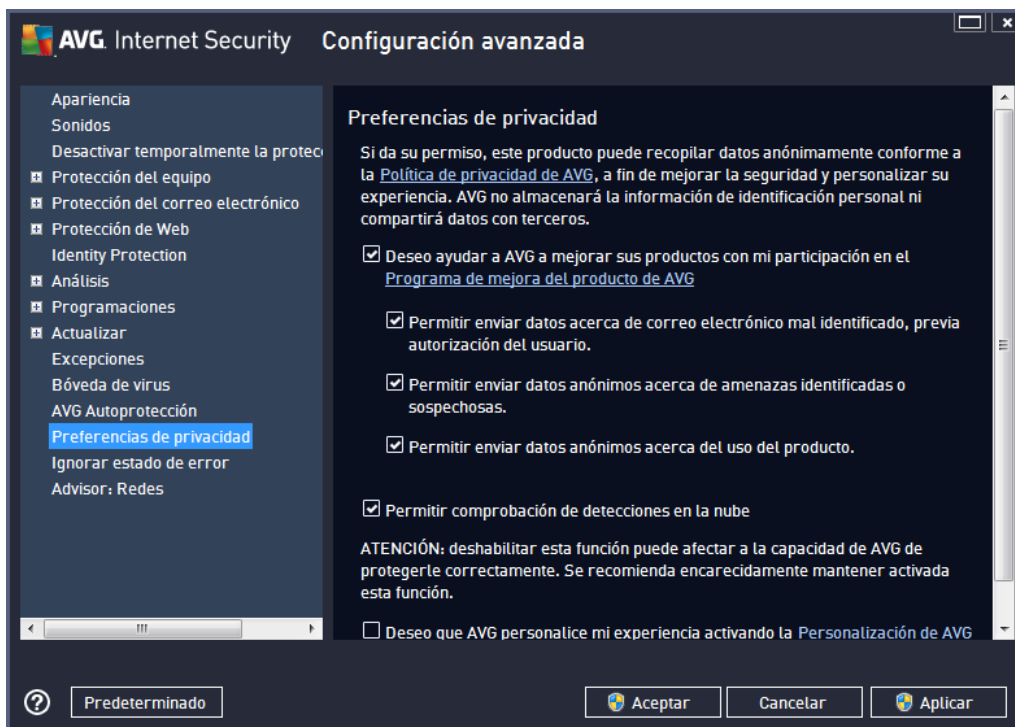 AVG. Internet Security Configuración avanzada
Apariencia
Sonidos
Desactivar temporalmente la protec
Protección del equipo
Protección del correo electrónico
Protección de Web
Identity Protection
Análisis
Programaciones
Actualizar
Excepciones
Bóveda de virus
AVG Autoprotección
Preferencias de privacidad
Ignorar estado de error
Advisor: Redes
Preferencias de privacidad
Si da su permiso, este producto puede recopilar datos anónimamente conforme a
la Política de privacidad de AVG, a fin de mejorar la seguridad y personalizar su
experiencia. AVG no almacenará la información de identificación personal ni
compartirá datos con terceros.
Deseo ayudar a AVG a mejorar sus productos con mi participación en el
Programa de mejora del producto de AVG
Permitir enviar datos acerca de correo electrónico mal identificado, previa
autorización del usuario.
Permitir enviar datos anónimos acerca de amenazas identificadas o
sospechosas.
Permitir enviar datos anónimos acerca del uso del producto.
Permitir comprobación de detecciones en la nube
ATENCIÓN: deshabilitar esta función puede afectar a la capacidad de AVG de
protegerle correctamente. Se recomienda encarecidamente mantener activada
esta función.
Deseo que AVG personalice mi experiencia activando la Personalización de AVG
Predeterminado
Aceptar
Cancelar
Aplicar